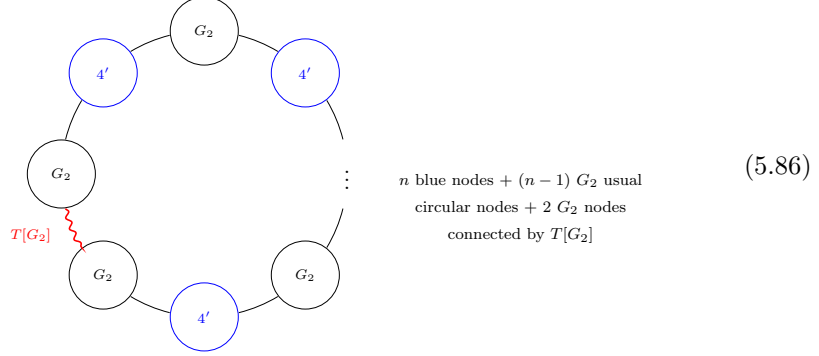 G₂
4′
4′
G₂
⋮
n blue nodes + (n − 1) G₂ usual
circular nodes + 2 G₂ nodes
connected by T[G₂]
(5.86)
T[G₂]
G₂
G₂
4′